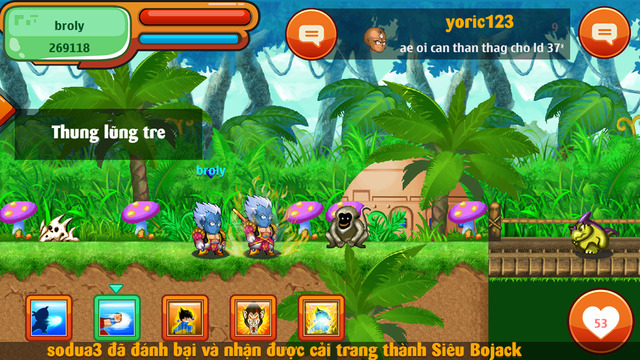 broly
269118
yoric123
ae oi can than thag cho ld 37'
Thung lũng tre
broly
53
sodua3 đã đánh bại và nhận được cải trang thành Siêu Bojack